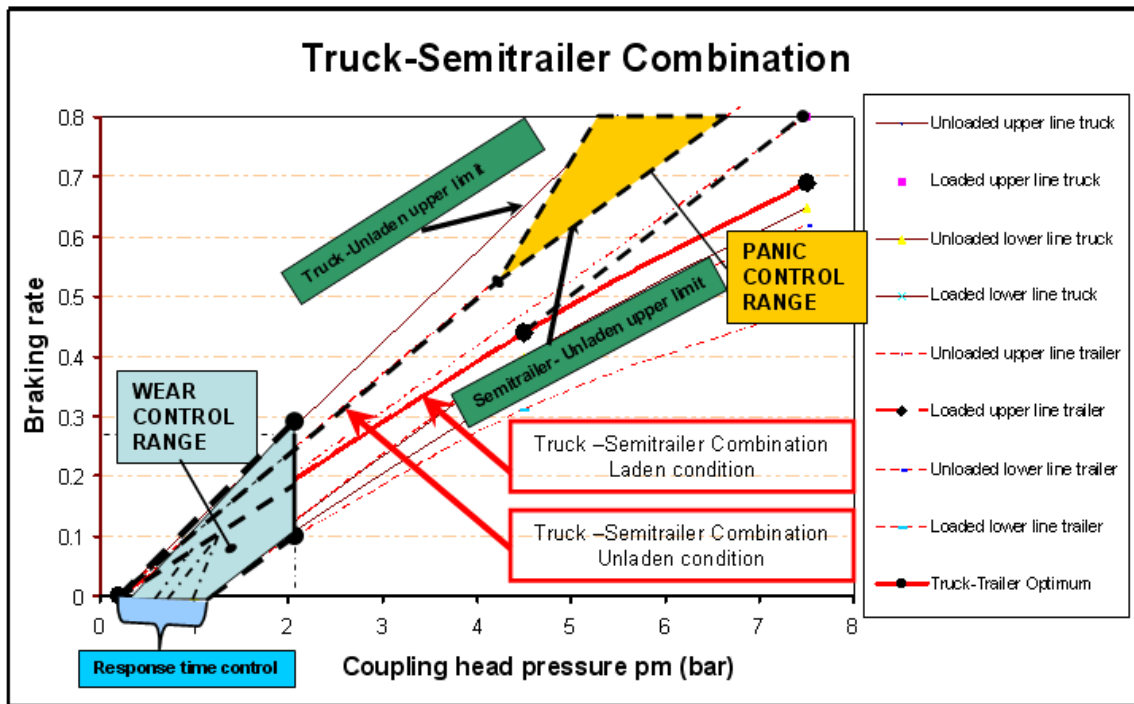 Truck-Semitrailer Combination
Braking rate
0.8
0.7
0.6
0.5
0.4
0.3
0.2
0.1
0
0
1
2
3
4
5
6
7
8
Coupling head pressure pm (bar)
Truck -Unladen upper limit
Semitrailer- Unladen upper limit
PANIC
CONTROL
RANGE
WEAR
CONTROL
RANGE
Truck –Semitrailer Combination
Laden condition
Truck –Semitrailer Combination
Unladen condition
Response time control
Unloaded upper line truck
Loaded upper line truck
Unloaded lower line truck
Loaded lower line truck
Unloaded upper line trailer
Loaded upper line trailer
Unloaded lower line trailer
Loaded lower line trailer
Truck-Trailer Optimum